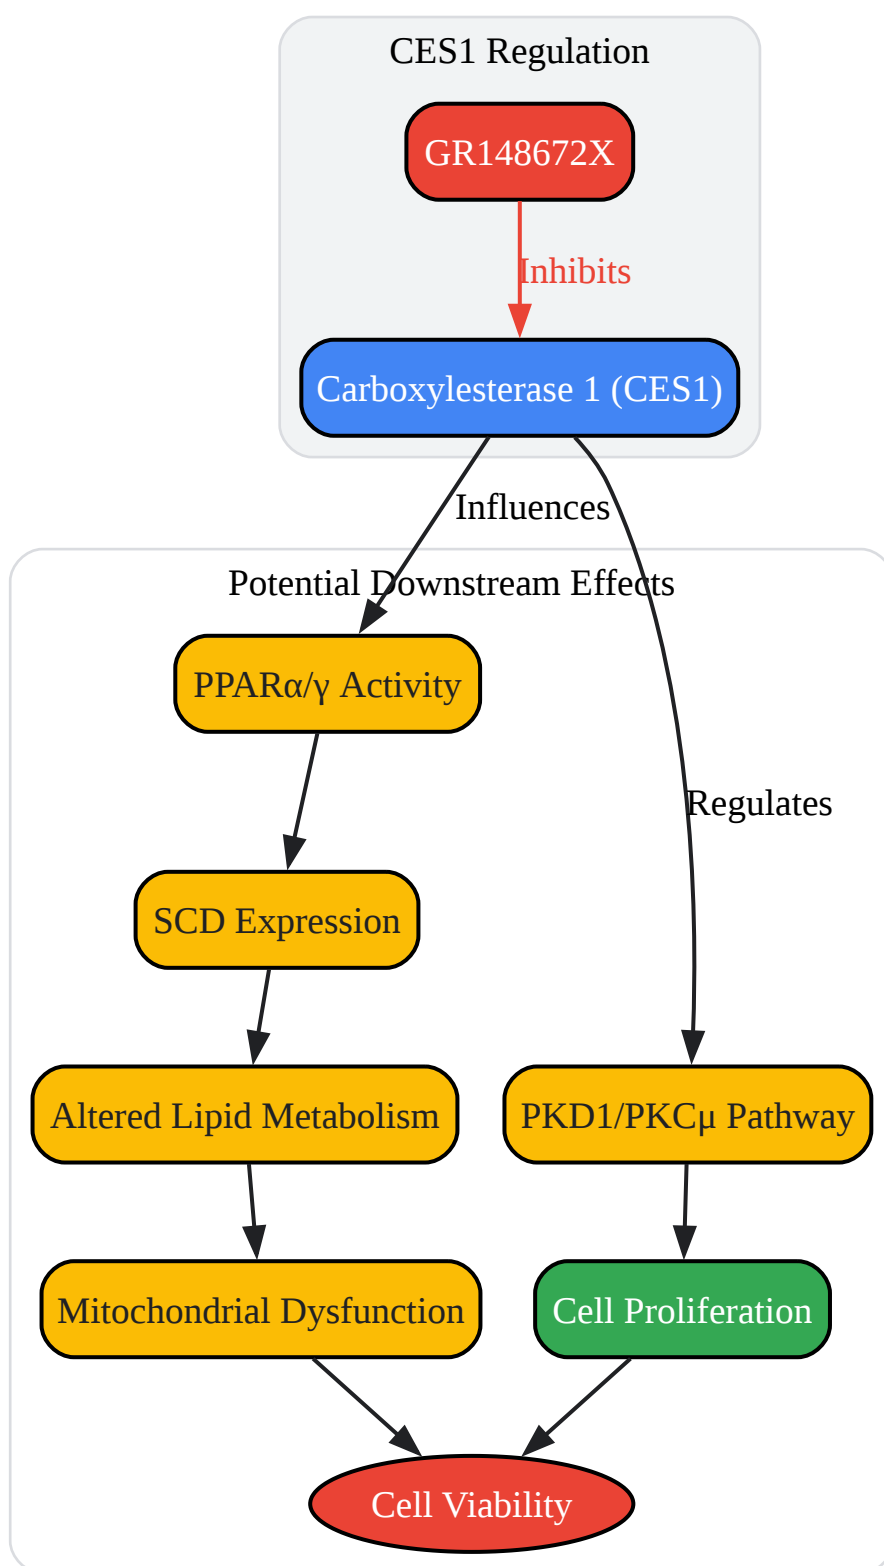 CES1 Regulation
GR148672X
Inhibits
Carboxylesterase 1 (CES1)
Influences
Potential Downstream Effects
PPARα/γ Activity
Regulates
SCD Expression
Altered Lipid Metabolism
PKD1/PKCμ Pathway
Mitochondrial Dysfunction
Cell Proliferation
Cell Viability